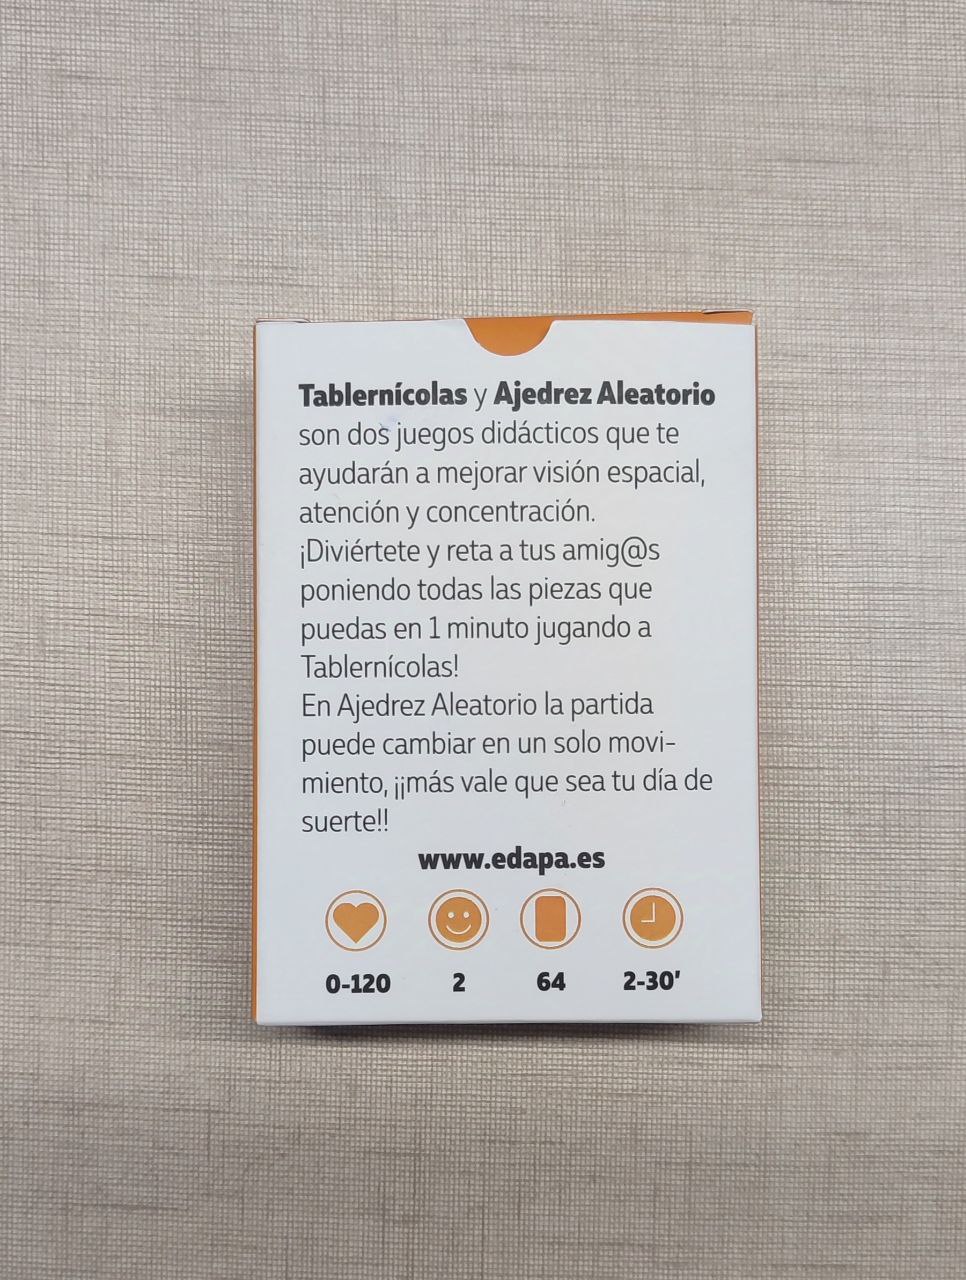 Tablernícolas y Ajedrez Aleatorio
son dos juegos didácticos que te
ayudarán a mejorar visión espacial,
atención y concentración.
¡Diviértete y reta a tus amig@s
poniendo todas las piezas que
puedas en 1 minuto jugando a
Tablernícolas!
En Ajedrez Aleatorio la partida
puede cambiar en un solo movi-
miento, ¡¡más vale que sea tu día de
suerte!!
www.edapa.es
0-120 2 64 2-30'